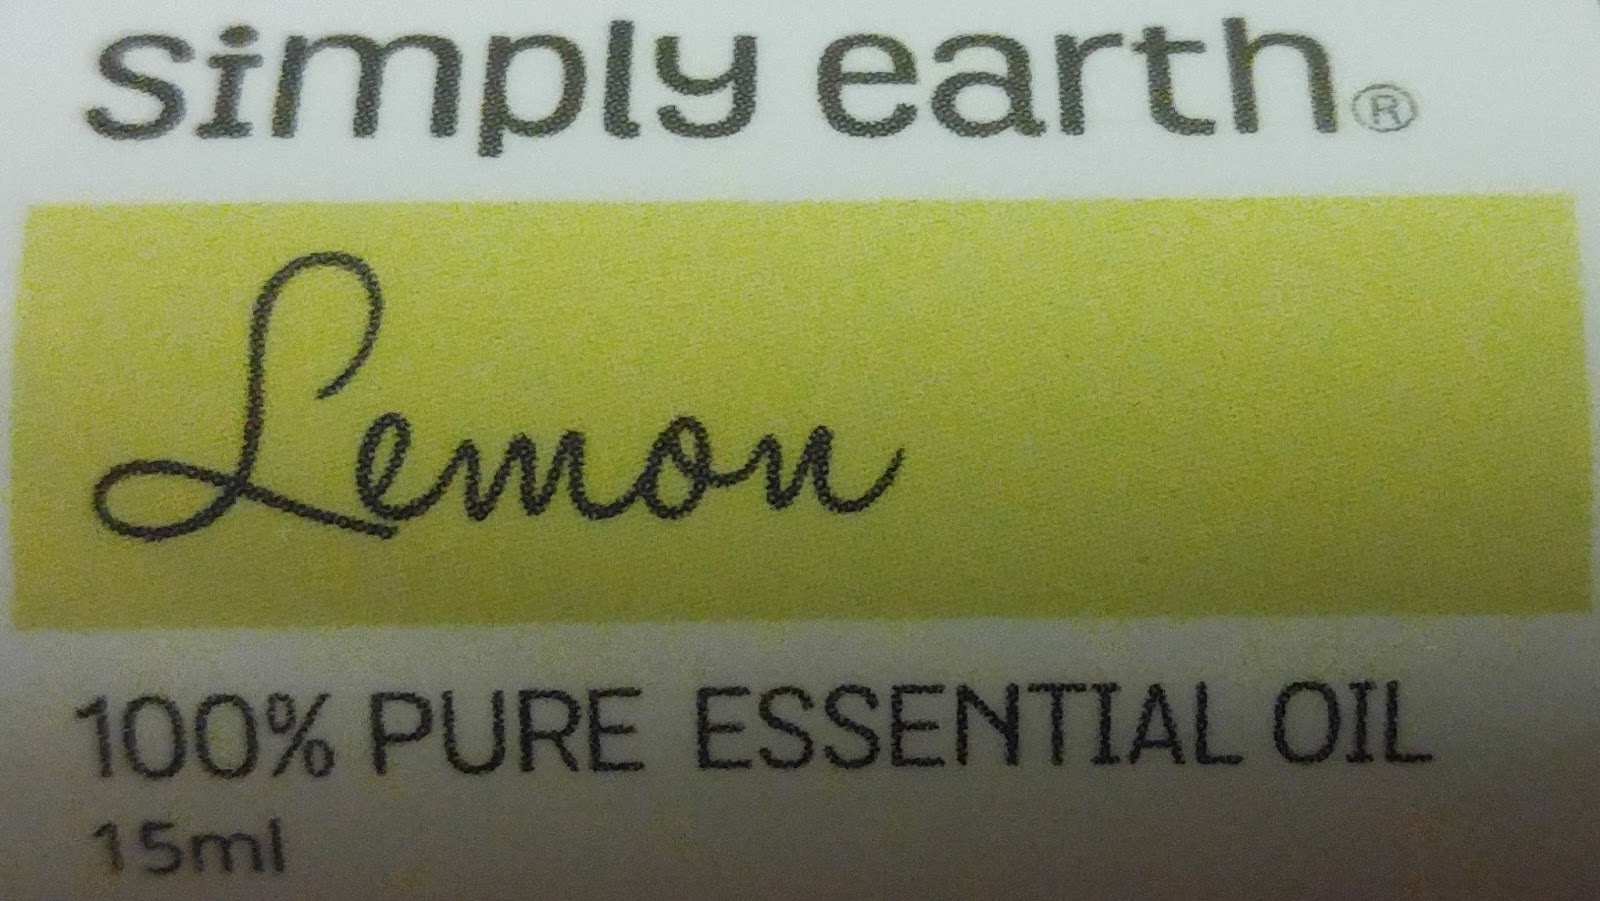 simply earth®
Lemon
100% PURE ESSENTIAL OIL
15ml